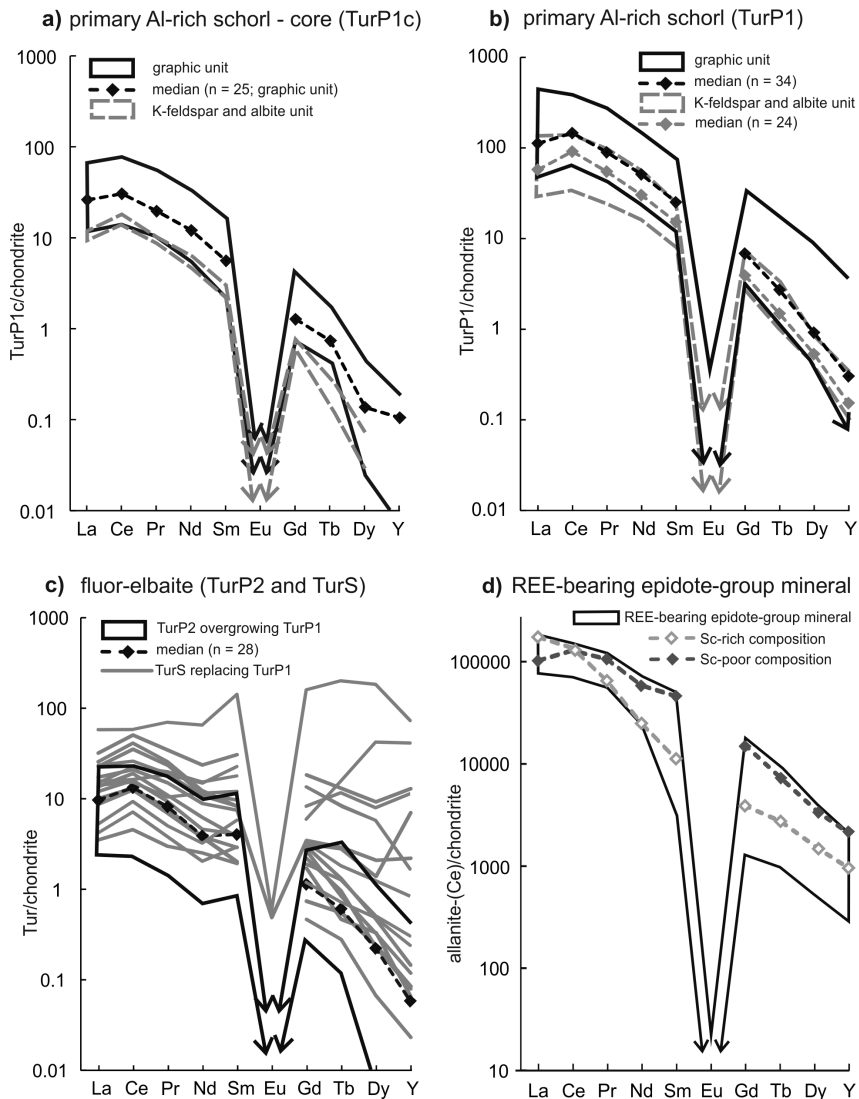 a) primary Al-rich schorl - core (TurP1c)
1000
100
10
1
0.1
0.01
TurP1c/chondrite
graphic unit
median (n = 25; graphic unit)
K-feldspar and albite unit
La Ce Pr Nd Sm Eu Gd Tb Dy Y
b) primary Al-rich schorl (TurP1)
1000
100
10
1
0.1
0.01
TurP1/chondrite
graphic unit
median (n = 34)
K-feldspar and albite unit
median (n = 24)
La Ce Pr Nd Sm Eu Gd Tb Dy Y
c) fluor-elbaite (TurP2 and TurS)
1000
100
10
1
0.1
0.01
Tur/chondrite
TurP2 overgrowing TurP1
median (n = 28)
TurS replacing TurP1
La Ce Pr Nd Sm Eu Gd Tb Dy Y
d) REE-bearing epidote-group mineral
100000
10000
1000
100
10
allanite-(Ce)/chondrite
REE-bearing epidote-group mineral
Sc-rich composition
Sc-poor composition
La Ce Pr Nd Sm Eu Gd Tb Dy Y